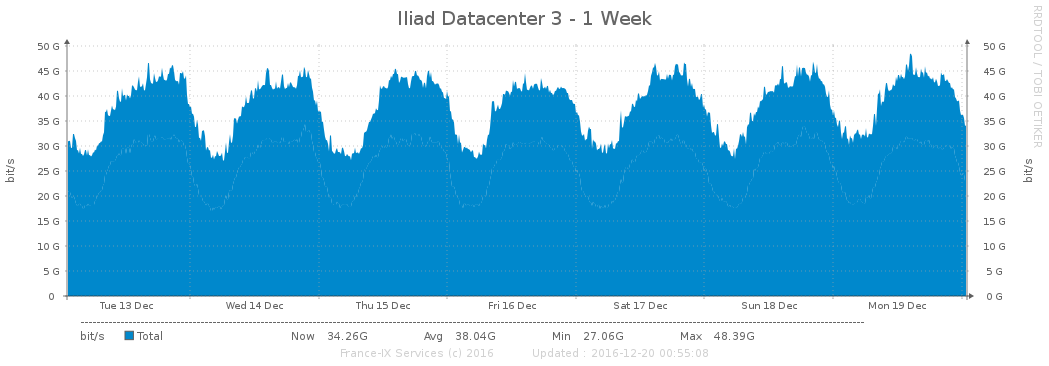 Iliad Datacenter 3 - 1 Week
RRDTOOL / TOBI OETIKER
50 G 50 G
45 G 45 G
40 G 40 G
35 G 35 G
30 G 30 G
25 G 25 G
20 G 20 G
15 G 15 G
10 G 10 G
5 G 5 G
0 0 G
bit/s bit/s
Tue 13 Dec Wed 14 Dec Thu 15 Dec Fri 16 Dec Sat 17 Dec Sun 18 Dec Mon 19 Dec
bit/s Total Now 34.26G Avg 38.04G Min 27.06G Max 48.39G
France-IX Services (c) 2016 Updated : 2016-12-20 00:55:08